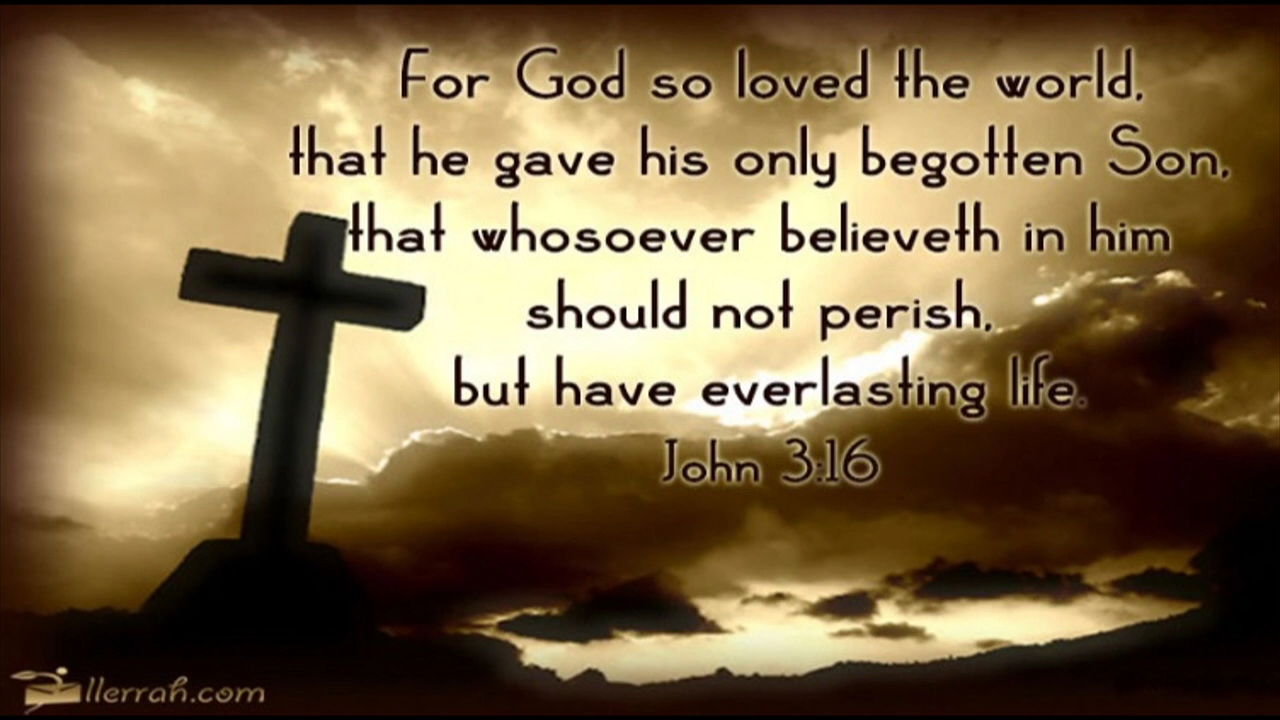 For God so loved the world,
that he gave his only begotten Son,
that whosoever believeth in him
should not perish,
but have everlasting life.
John 3:16
llerrah.com